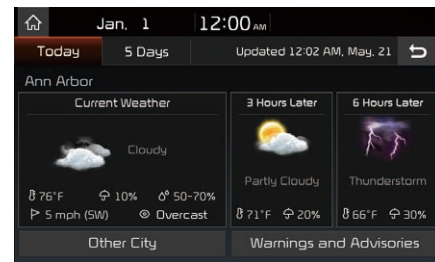 Jan. 1 12:00 AM
Today 5 Days Updated 12:02 AM, May. 21
Ann Arbor
Current Weather
Cloudy
76°F 10% 50-70%
5 mph (SW) Overcast
3 Hours Later
Partly Cloudy
71°F 20%
6 Hours Later
Thunderstorm
66°F 30%
Other City Warnings and Advisories